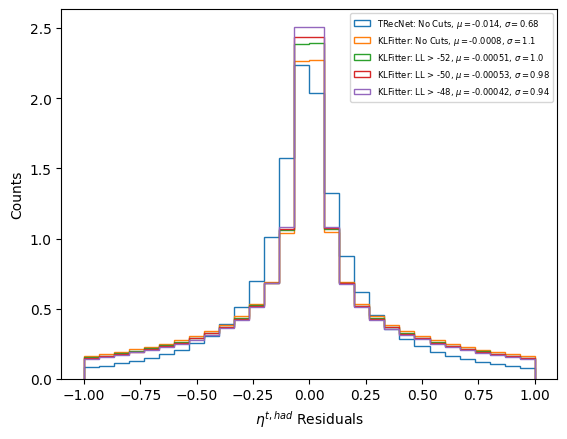 TRecNet: No Cuts, μ = -0.014, σ = 0.68
KLFitter: No Cuts, μ = -0.0008, σ = 1.1
KLFitter: LL > -52, μ = -0.00051, σ = 1.0
KLFitter: LL > -50, μ = -0.00053, σ = 0.98
KLFitter: LL > -48, μ = -0.00042, σ = 0.94
2.5
2.0
1.5
1.0
0.5
0.0
Counts
−1.00 −0.75 −0.50 −0.25 0.00 0.25 0.50 0.75 1.00
η^{t, had} Residuals